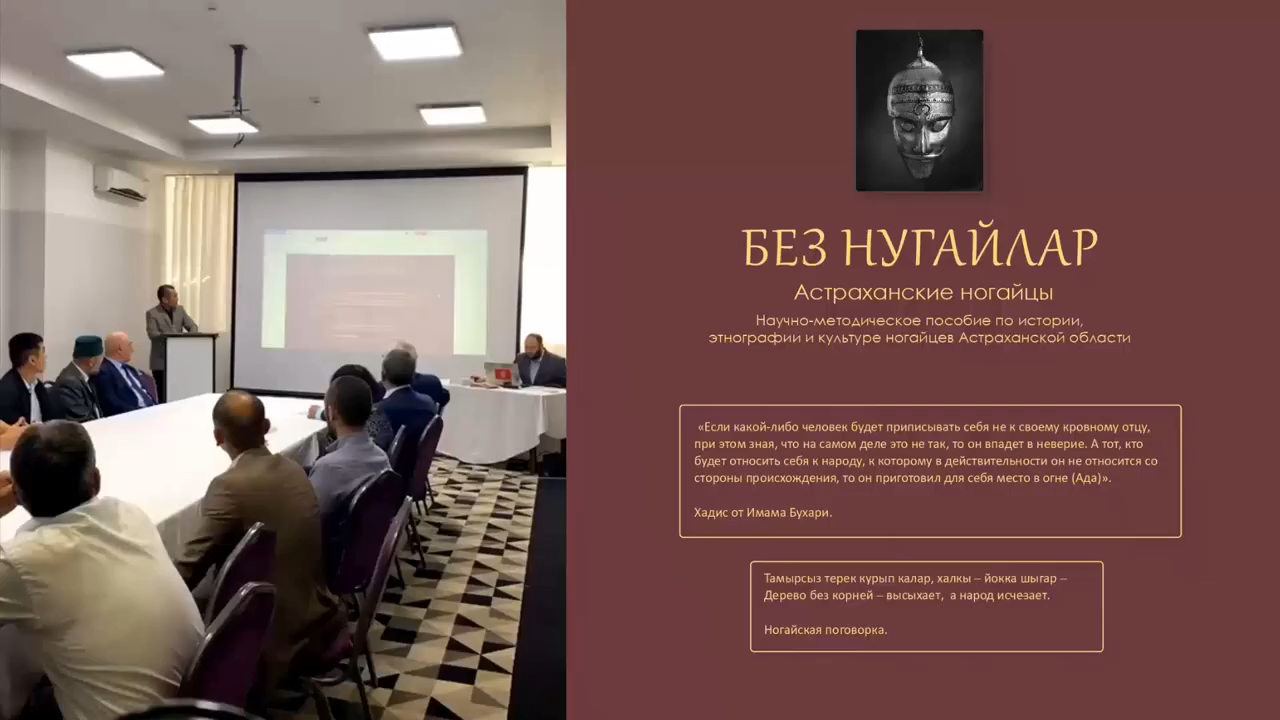 БЕЗ НУГАЙЛАР
Астраханские ногайцы
Научно-методическое пособие по истории,
этнографии и культуре ногайцев Астраханской области
«Если какой-либо человек будет приписывать себя не к своему кровному отцу,
при этом зная, что на самом деле это не так, то он впадет в неверие. А тот, кто
будет относить себя к народу, к которому в действительности он не относится со
стороны происхождения, то он приготовил для себя место в огне (Ада)».
Хадис от Имама Бухари.
Тамырсыз терек курып калар, халкы – йокка шыгар –
Дерево без корней – высыхает, а народ исчезает.
Ногайская поговорка.